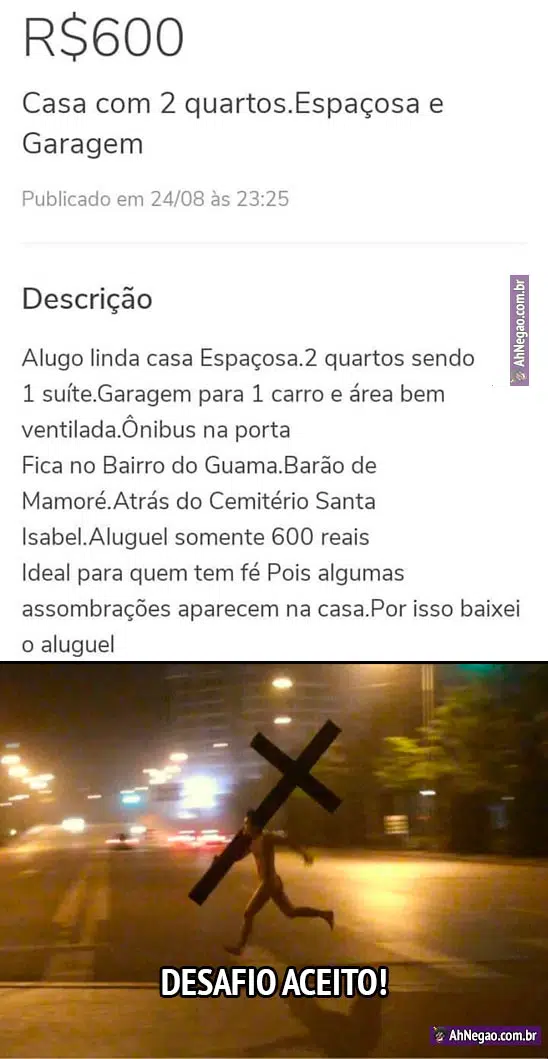 R$600
Casa com 2 quartos.Espaçosa e
Garagem
Publicado em 24/08 às 23:25
Descrição
Alugo linda casa Espaçosa.2 quartos sendo
1 suíte.Garagem para 1 carro e área bem
ventilada.Ônibus na porta
Fica no Bairro do Guama.Barão de
Mamoré.Atrás do Cemitério Santa
Isabel.Aluguel somente 600 reais
Ideal para quem tem fé Pois algumas
assombrações aparecem na casa.Por isso baixei
o aluguel
AhNegao.com.br
DESAFIO ACEITO!
AhNegao.com.br